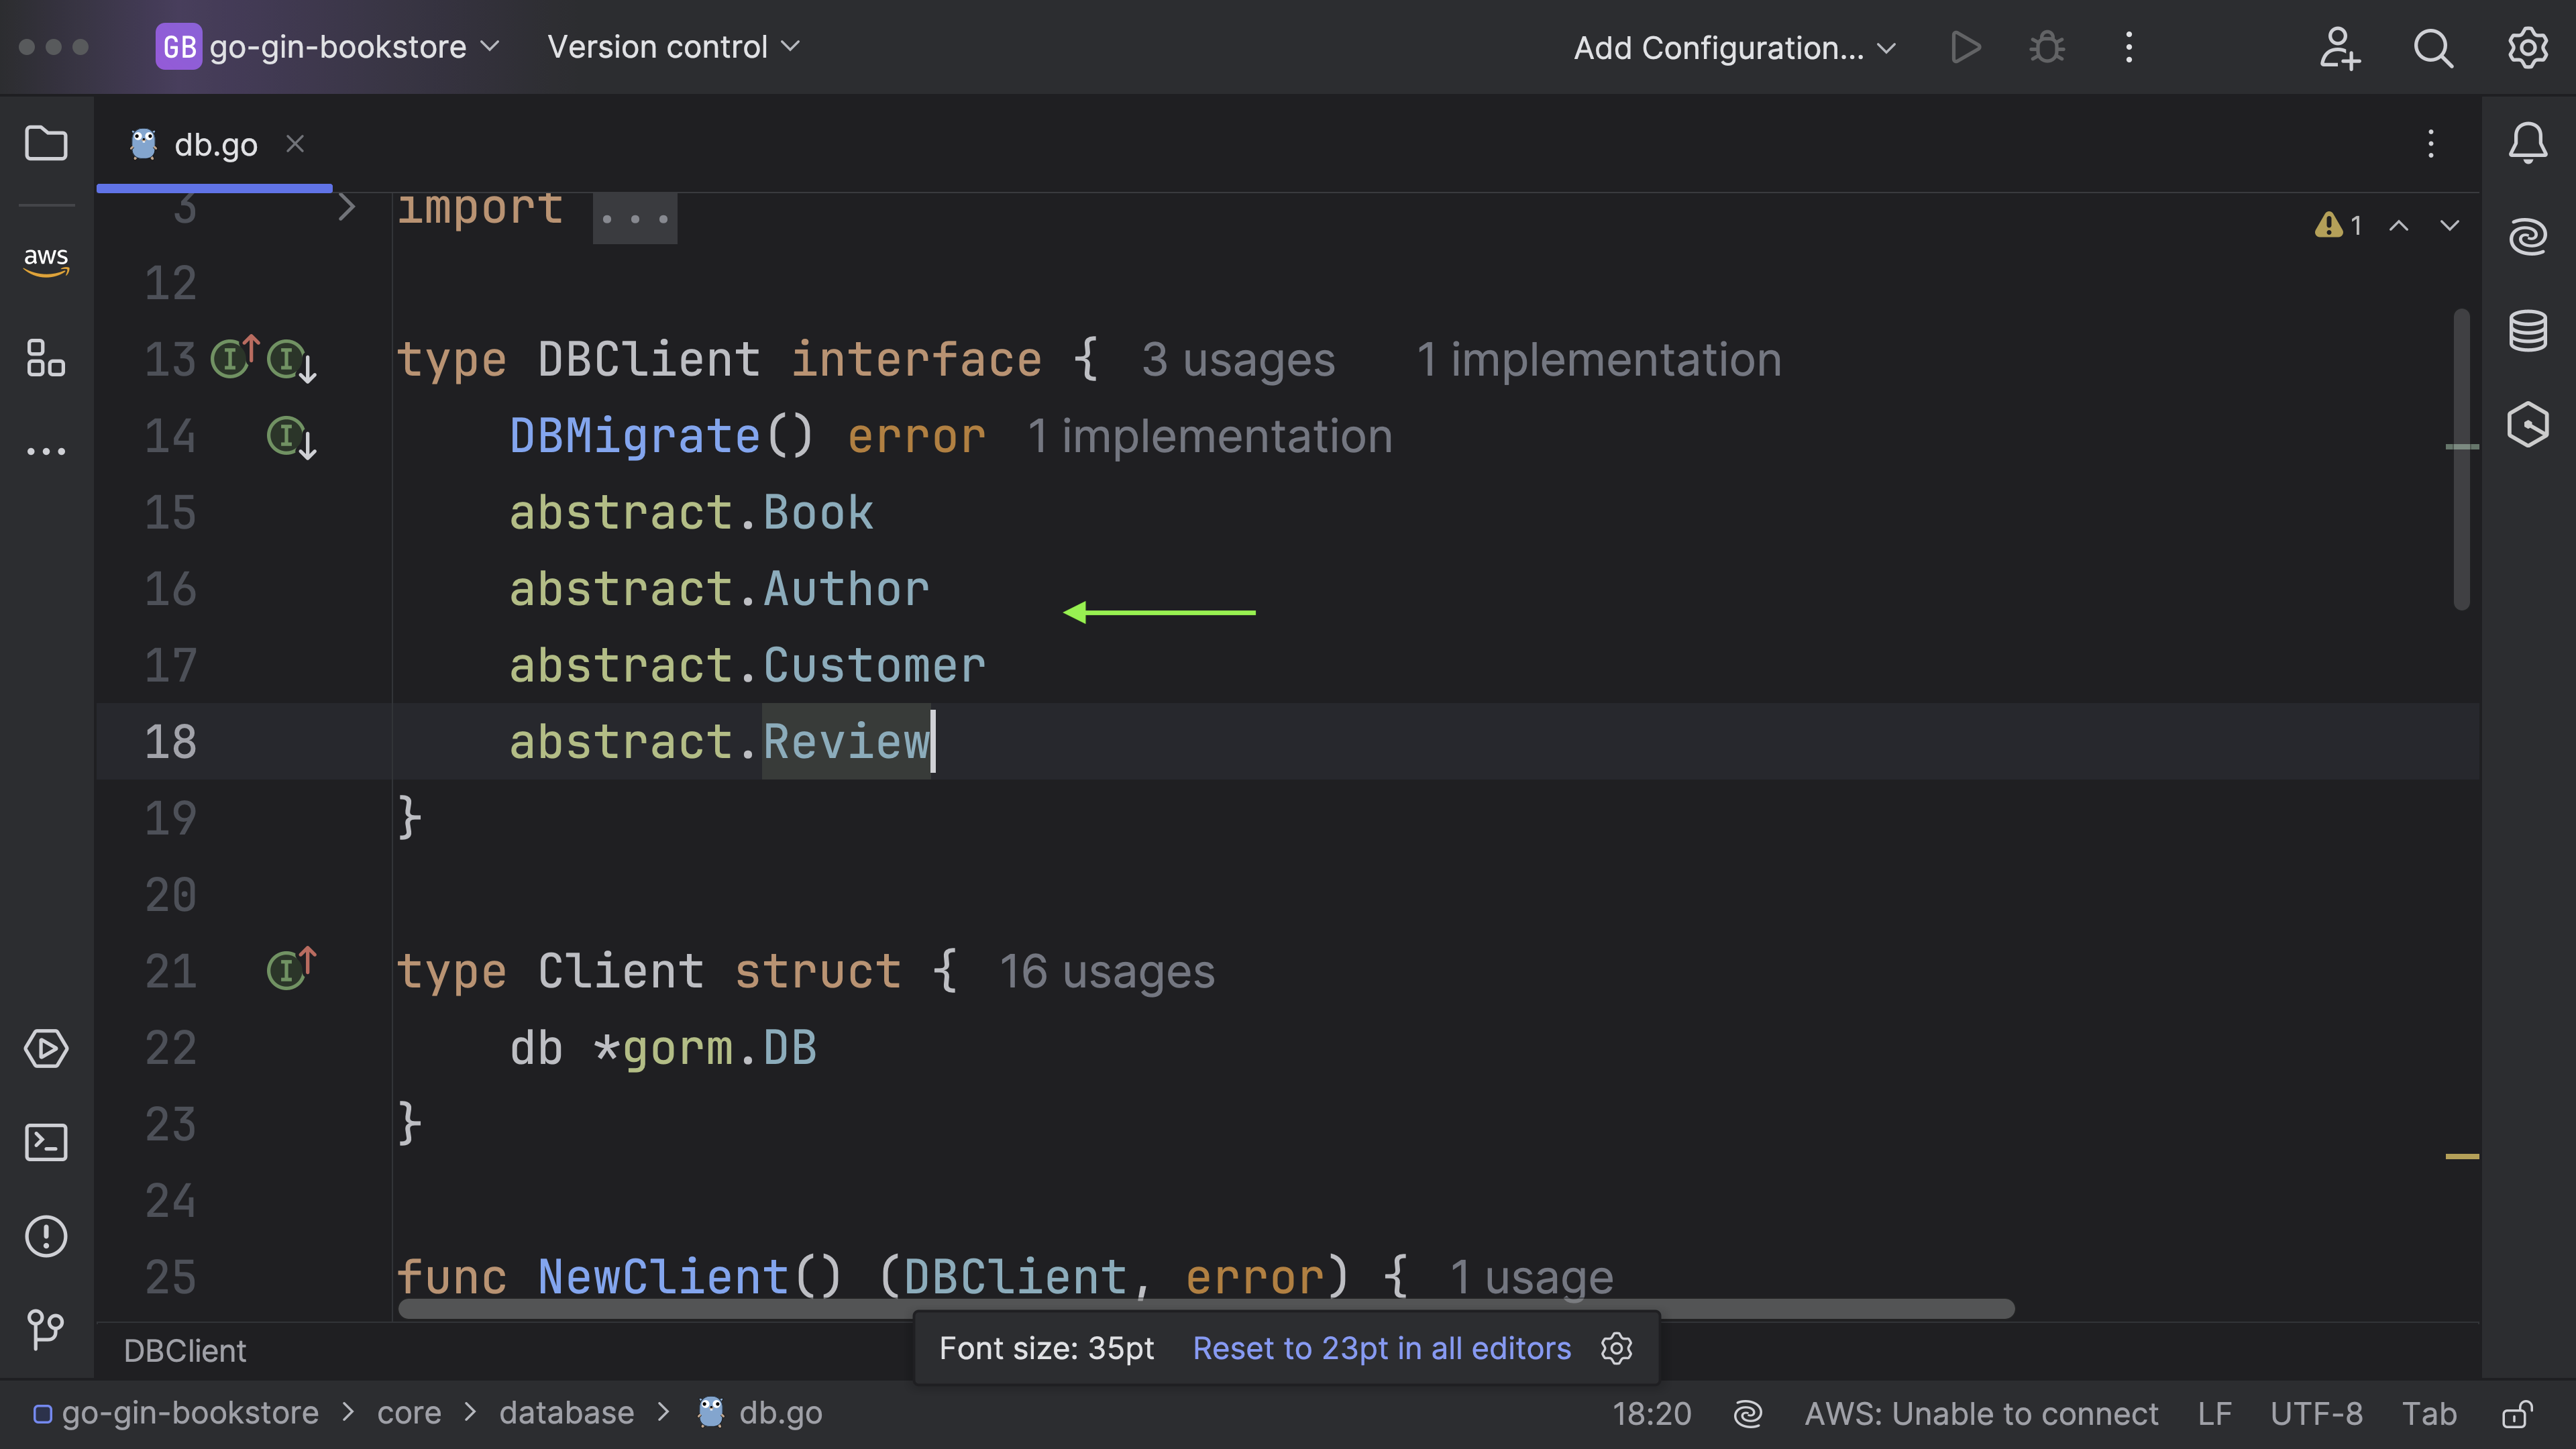 GB go-gin-bookstore Version control Add Configuration...
db.go
aws
3 import ...
1
12
13 type DBClient interface { 3 usages 1 implementation
14 DBMigrate() error 1 implementation
15 abstract.Book
16 abstract.Author
17 abstract.Customer
18 abstract.Review
19 }
20
21 type Client struct { 16 usages
22 db *gorm.DB
23 }
24
25 func NewClient() (DBClient, error) { 1 usage
DBClient
Font size: 35pt Reset to 23pt in all editors
go-gin-bookstore > core > database > db.go 18:20 AWS: Unable to connect LF UTF-8 Tab